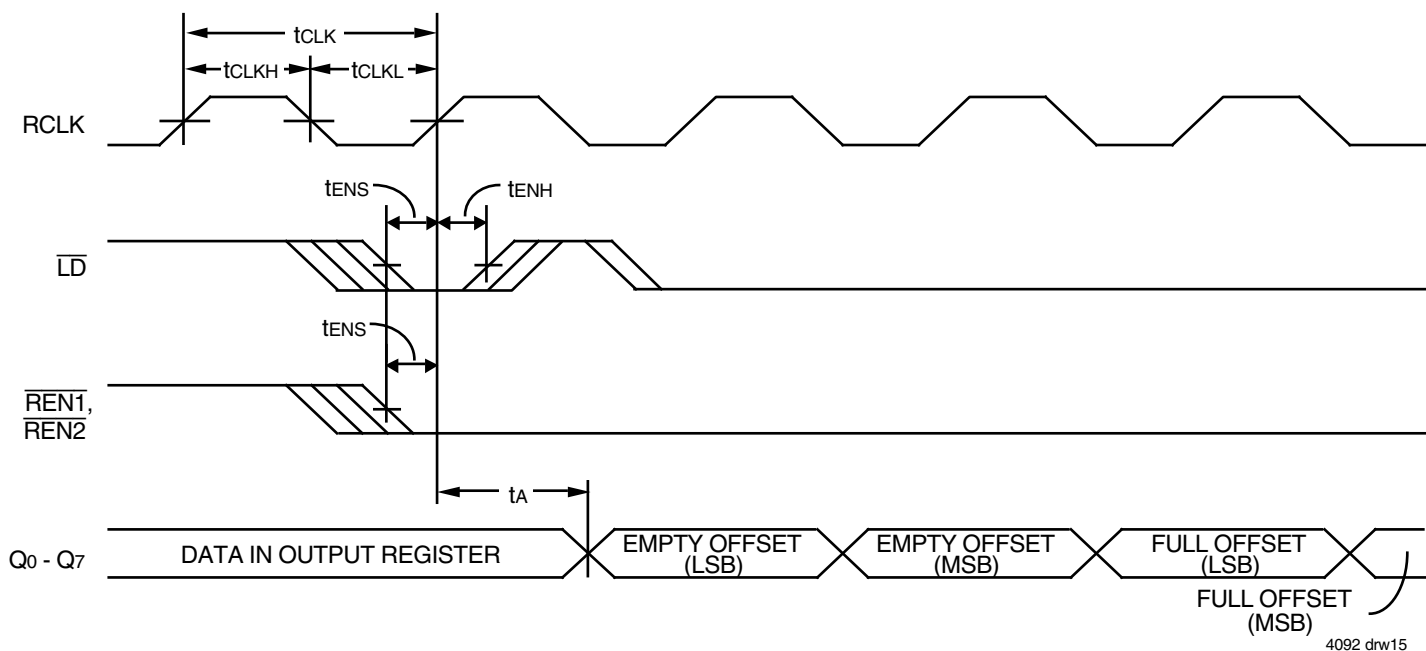 tCLK
tCLKH
tCLKL
RCLK
tENS
tENH
LD
tENS
REN1,
REN2
tA
Q0 - Q7
DATA IN OUTPUT REGISTER
EMPTY OFFSET
(LSB)
EMPTY OFFSET
(MSB)
FULL OFFSET
(LSB)
FULL OFFSET
(MSB)
4092 drw15